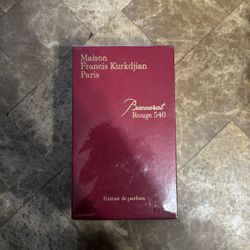 Maison
Francis Kurkdjian
Paris
Baccarat
Rouge 540
Extrait de parfum